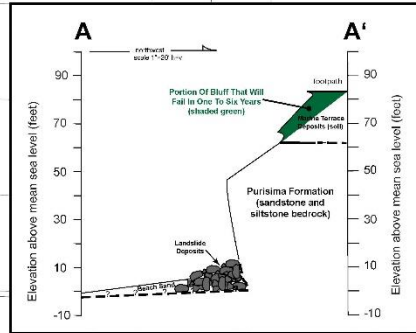 A
A'
northwest
scale 1"=20' h=v
footpath
90
70
50
30
10
-10
Elevation above mean sea level (feet)
Portion Of Bluff That Will
Fail In One To Six Years
(shaded green)
Marine Terrace
Deposits (soil)
Purisima Formation
(sandstone and
siltstone bedrock)
Landslide
Deposits
Beach Sand
?
?
?
90
70
50
30
10
-10
Elevation above mean sea level (feet)